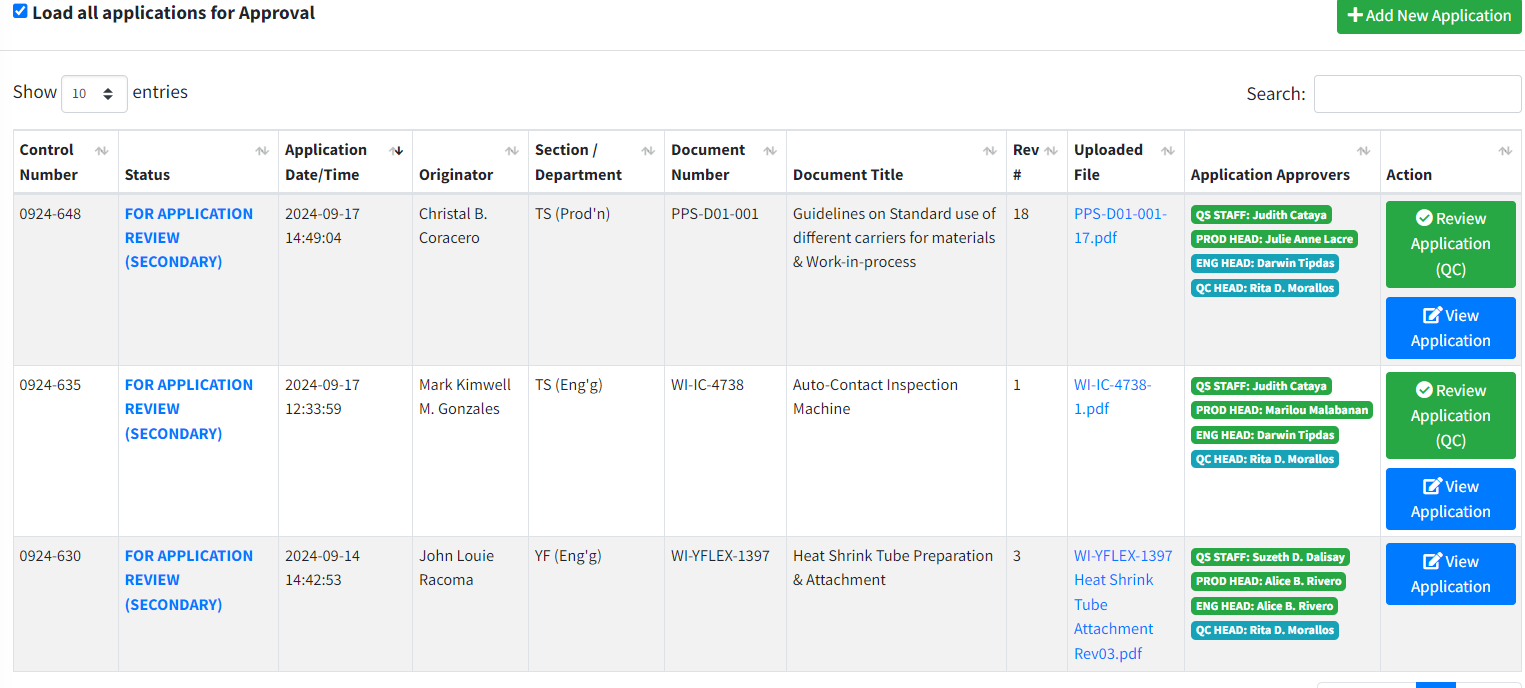 Load all applications for Approval
Add New Application
Show 10 entries
Search:
Control Number
Status
Application Date/Time
Originator
Section / Department
Document Number
Document Title
Rev #
Uploaded File
Application Approvers
Action
0924-648
FOR APPLICATION
REVIEW
(SECONDARY)
2024-09-17
14:49:04
Christal B.
Coracero
TS (Prod'n)
PPS-D01-001
Guidelines on Standard use of
different carriers for materials
& Work-in-process
18
PPS-D01-001-
17.pdf
QS STAFF: Judith Cataya
PROD HEAD: Julie Anne Lacre
ENG HEAD: Darwin Tipdas
QC HEAD: Rita D. Morallos
Review
Application
(QC)
View
Application
0924-635
FOR APPLICATION
REVIEW
(SECONDARY)
2024-09-17
12:33:59
Mark Kimwell
M. Gonzales
TS (Eng'g)
WI-IC-4738
Auto-Contact Inspection
Machine
1
WI-IC-4738-
1.pdf
QS STAFF: Judith Cataya
PROD HEAD: Marilou Malabanan
ENG HEAD: Darwin Tipdas
QC HEAD: Rita D. Morallos
Review
Application
(QC)
View
Application
0924-630
FOR APPLICATION
REVIEW
(SECONDARY)
2024-09-14
14:42:53
John Louie
Racoma
YF (Eng'g)
WI-YFLEX-1397
Heat Shrink Tube Preparation
& Attachment
3
WI-YFLEX-1397
Heat Shrink
Tube
Attachment
Rev03.pdf
QS STAFF: Suzeth D. Dalisay
PROD HEAD: Alice B. Rivero
ENG HEAD: Alice B. Rivero
QC HEAD: Rita D. Morallos
View
Application